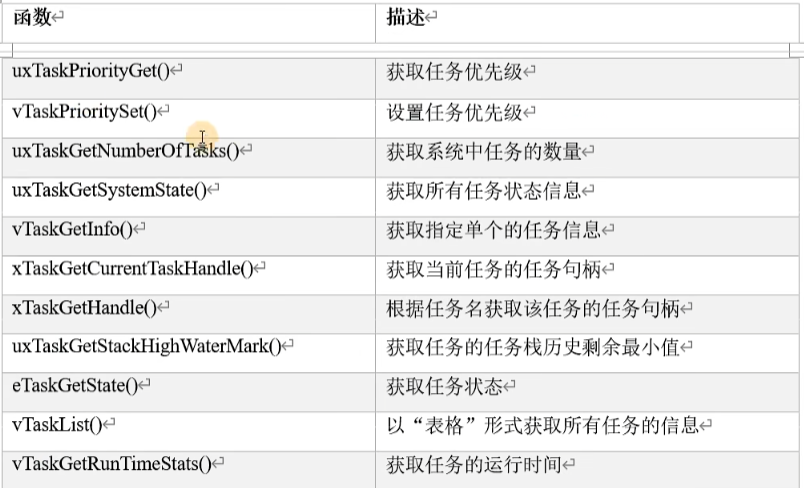 函数 描述
uxTaskPriorityGet() 获取任务优先级
vTaskPrioritySet() 设置任务优先级
uxTaskGetNumberOfTasks() 获取系统中任务的数量
uxTaskGetSystemState() 获取所有任务状态信息
vTaskGetInfo() 获取指定单个的任务信息
xTaskGetCurrentTaskHandle() 获取当前任务的任务句柄
xTaskGetHandle() 根据任务名获取该任务的任务句柄
uxTaskGetStackHighWaterMark() 获取任务的任务栈历史剩余最小值
eTaskGetState() 获取任务状态
vTaskList() 以“表格”形式获取所有任务的信息
vTaskGetRunTimeStats() 获取任务的运行时间